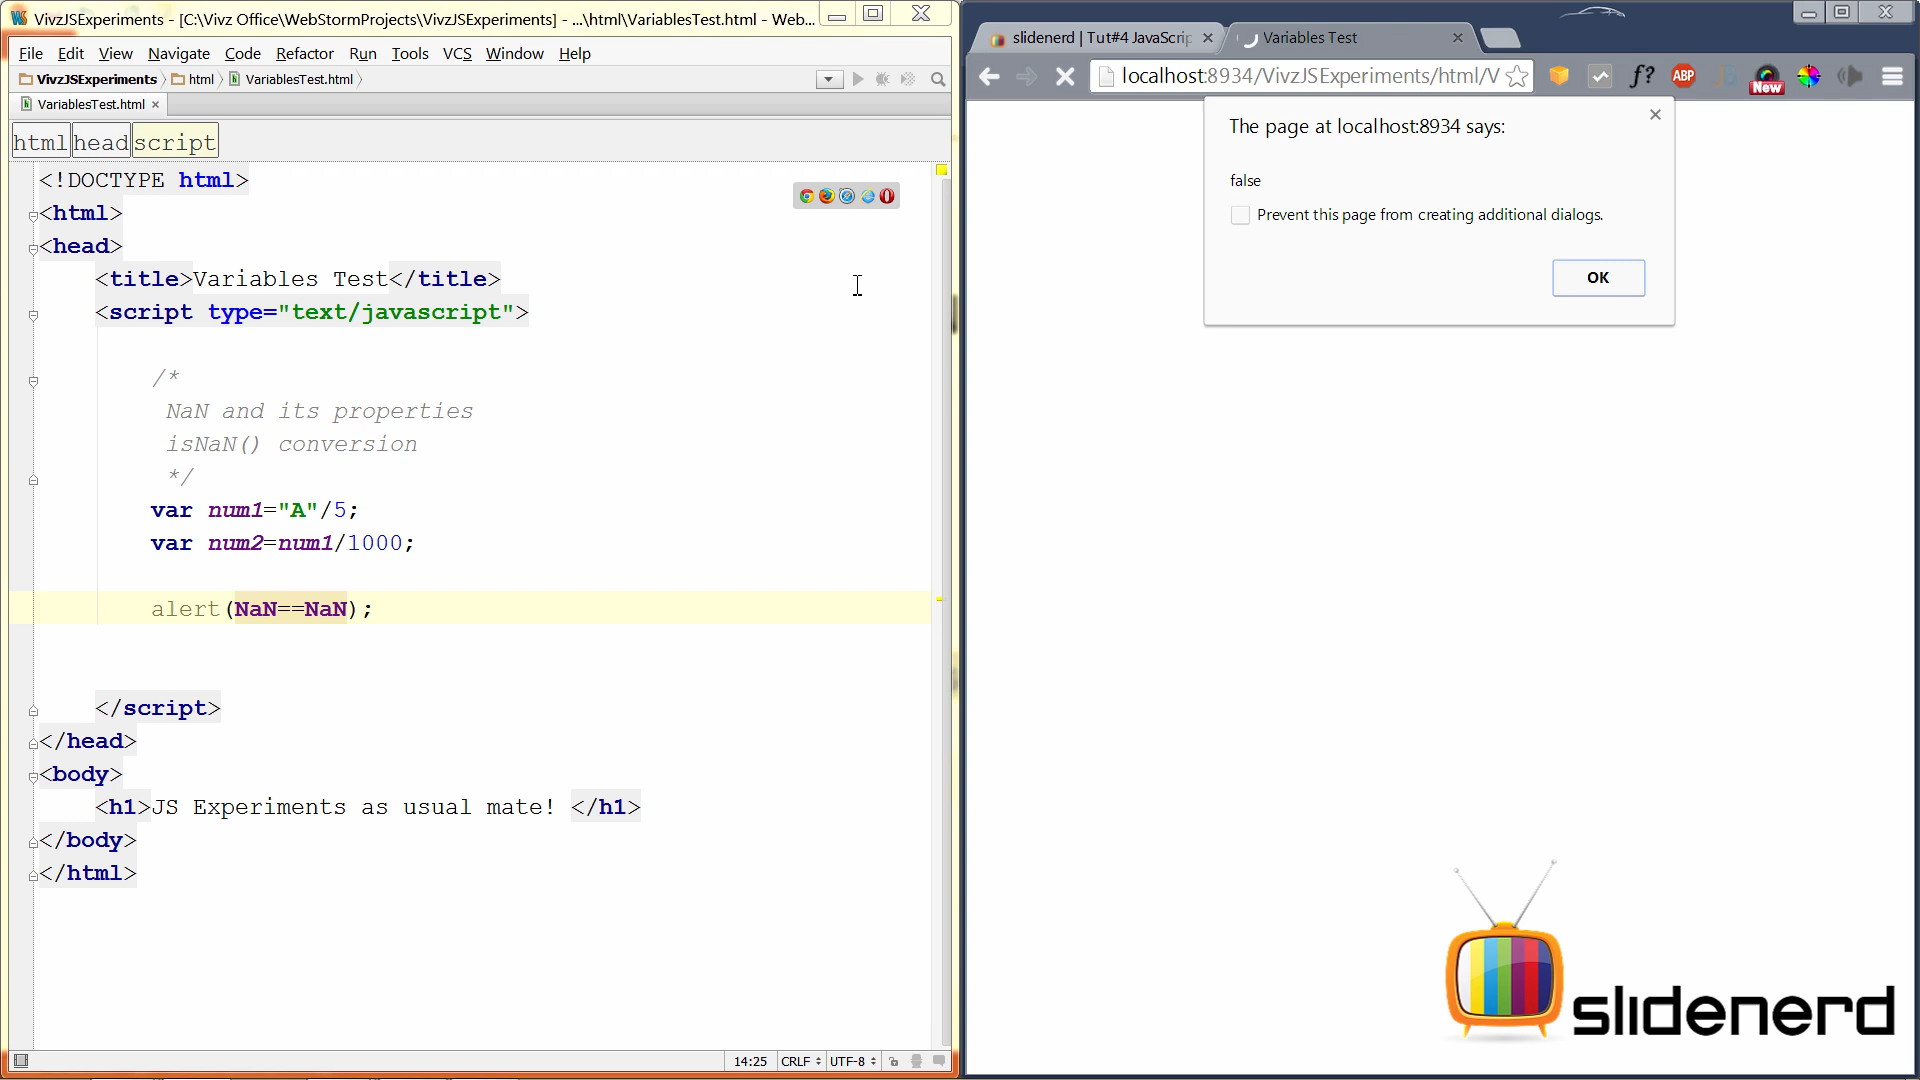 VivzJSExperiments - [C:\Vivz Office\WebStormProjects\VivzJSExperiments] - ...\html\VariablesTest.html - Web...
File Edit View Navigate Code Refactor Run Tools VCS Window Help
VivzJSExperiments html VariablesTest.html
VariablesTest.html
html head script
<!DOCTYPE html>
<html>
<head>
<title>Variables Test</title>
<script type="text/javascript">
/*
NaN and its properties
isNaN() conversion
*/
var num1="A"/5;
var num2=num1/1000;
alert(NaN==NaN);
</script>
</head>
<body>
<h1>JS Experiments as usual mate! </h1>
</body>
</html>
14:25 CRLF UTF-8
slidenerd | Tut#4 JavaScrip
Variables Test
localhost:8934/VivzJSExperiments/html/V
f?
ABP
New
The page at localhost:8934 says:
false
Prevent this page from creating additional dialogs.
OK
slidenerd